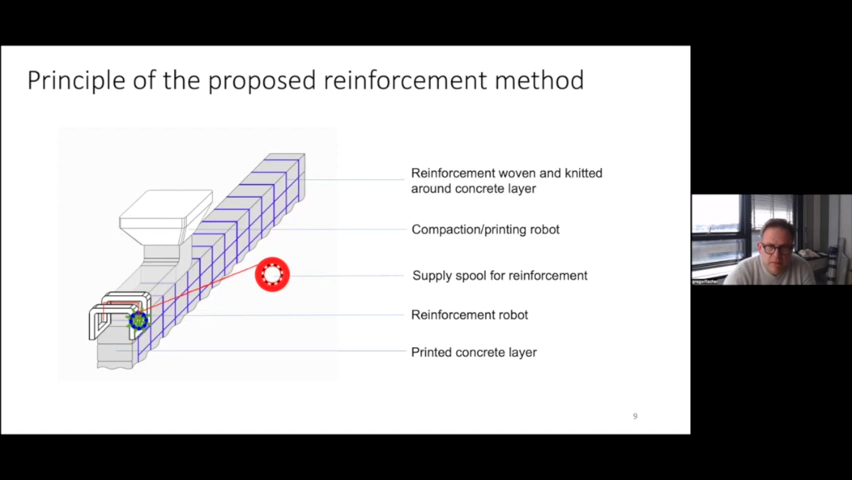 Principle of the proposed reinforcement method
Reinforcement woven and knitted
around concrete layer
Compaction/printing robot
Supply spool for reinforcement
Reinforcement robot
Printed concrete layer
9